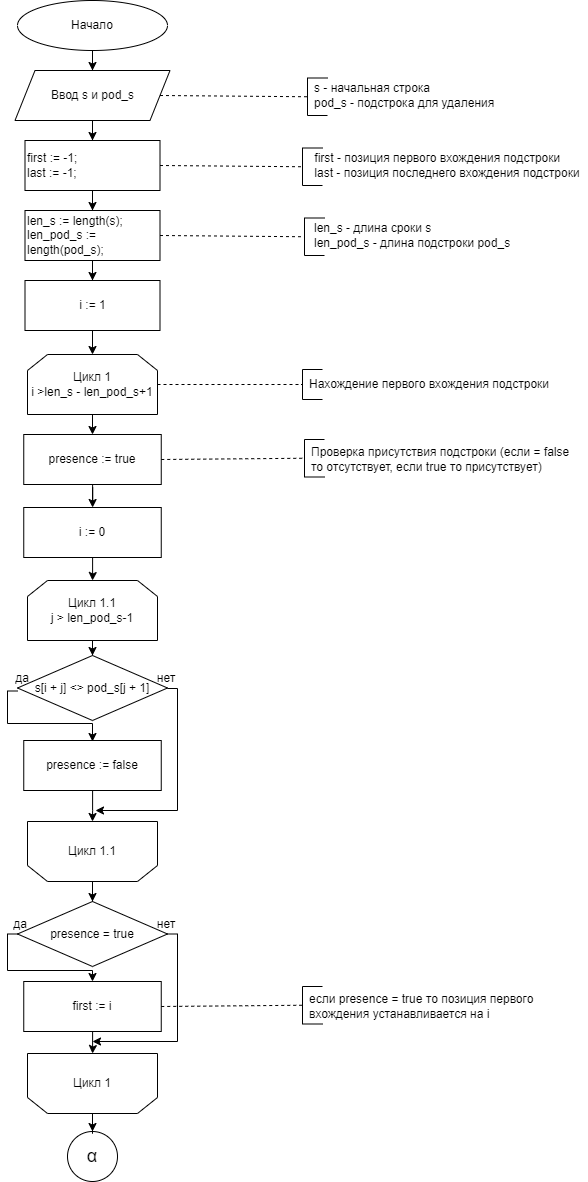 Начало
Ввод s и pod_s
s - начальная строка
pod_s - подстрока для удаления
first := -1;
last := -1;
first - позиция первого вхождения подстроки
last - позиция последнего вхождения подстроки
len_s := length(s);
len_pod_s :=
length(pod_s);
len_s - длина сроки s
len_pod_s - длина подстроки pod_s
i := 1
Цикл 1
i >len_s - len_pod_s+1
Нахождение первого вхождения подстроки
presence := true
Проверка присутствия подстроки (если = false
то отсутствует, если true то присутствует)
i := 0
Цикл 1.1
j > len_pod_s-1
да
нет
s[i + j] <> pod_s[j + 1]
presence := false
Цикл 1.1
да
нет
presence = true
first := i
если presence = true то позиция первого
вхождения устанавливается на i
Цикл 1
α